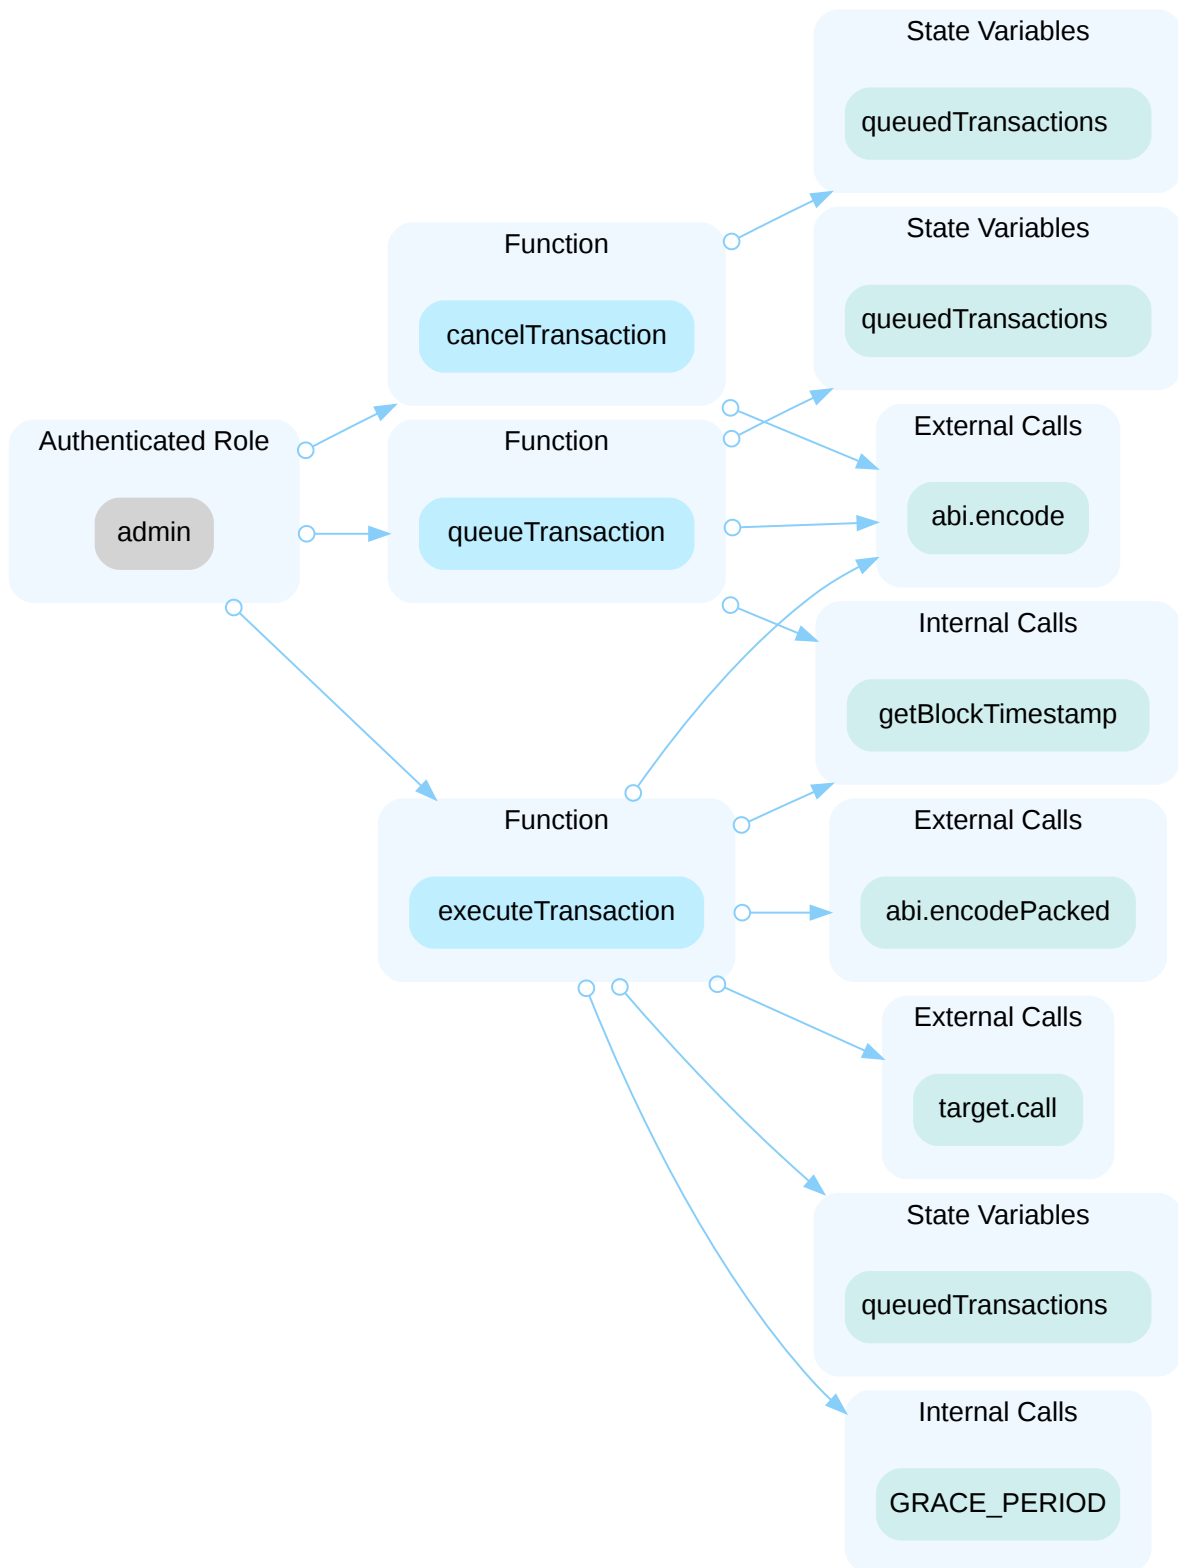 State Variables
queuedTransactions
State Variables
queuedTransactions
Function
cancelTransaction
Authenticated Role
admin
Function
queueTransaction
External Calls
abi.encode
Internal Calls
getBlockTimestamp
Function
executeTransaction
External Calls
abi.encodePacked
External Calls
target.call
State Variables
queuedTransactions
Internal Calls
GRACE_PERIOD